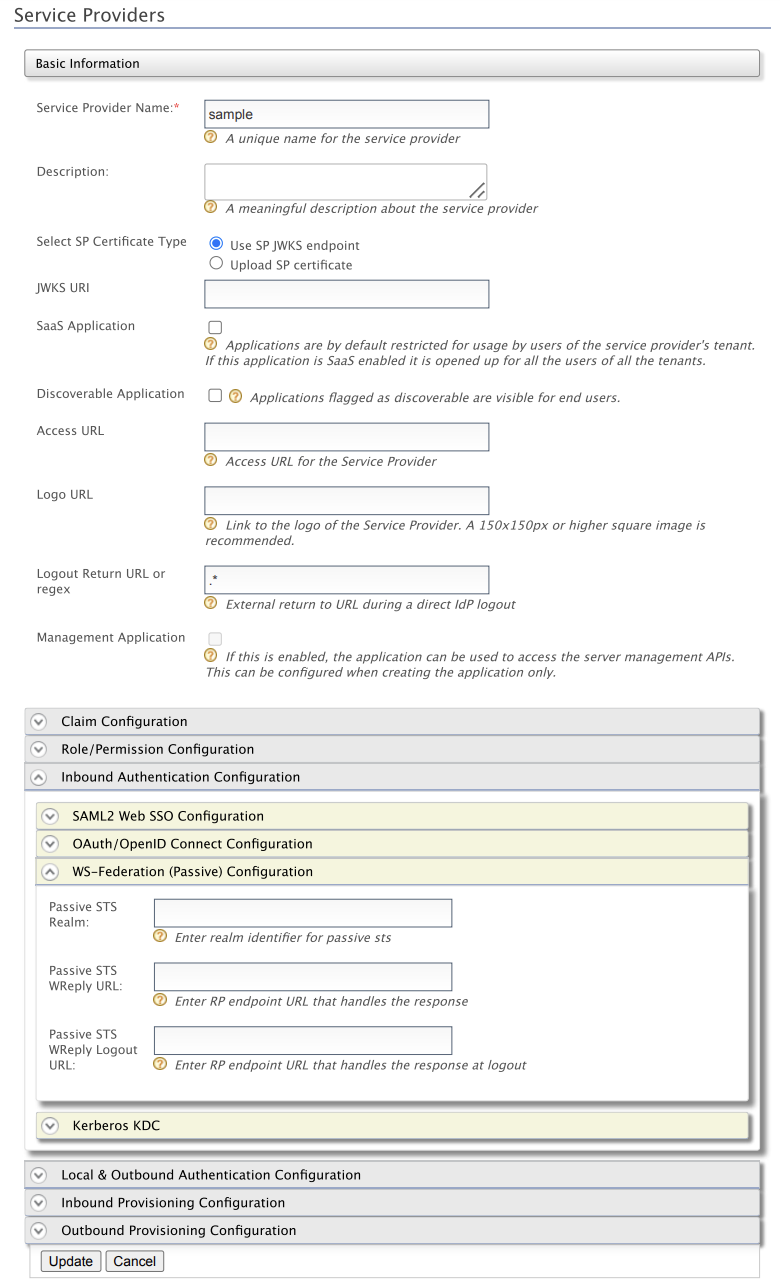 Service Providers
Basic Information
Service Provider Name:*
sample
? A unique name for the service provider
Description:
? A meaningful description about the service provider
Select SP Certificate Type
Use SP JWKS endpoint
Upload SP certificate
JWKS URI
SaaS Application
? Applications are by default restricted for usage by users of the service provider's tenant.
If this application is SaaS enabled it is opened up for all the users of all the tenants.
Discoverable Application
? Applications flagged as discoverable are visible for end users.
Access URL
? Access URL for the Service Provider
Logo URL
? Link to the logo of the Service Provider. A 150x150px or higher square image is
recommended.
Logout Return URL or
regex
.*
? External return to URL during a direct IdP logout
Management Application
? If this is enabled, the application can be used to access the server management APIs.
This can be configured when creating the application only.
Claim Configuration
Role/Permission Configuration
Inbound Authentication Configuration
SAML2 Web SSO Configuration
OAuth/OpenID Connect Configuration
WS-Federation (Passive) Configuration
Passive STS
Realm:
? Enter realm identifier for passive sts
Passive STS
WReply URL:
? Enter RP endpoint URL that handles the response
Passive STS
WReply Logout
URL:
? Enter RP endpoint URL that handles the response at logout
Kerberos KDC
Local & Outbound Authentication Configuration
Inbound Provisioning Configuration
Outbound Provisioning Configuration
Update Cancel